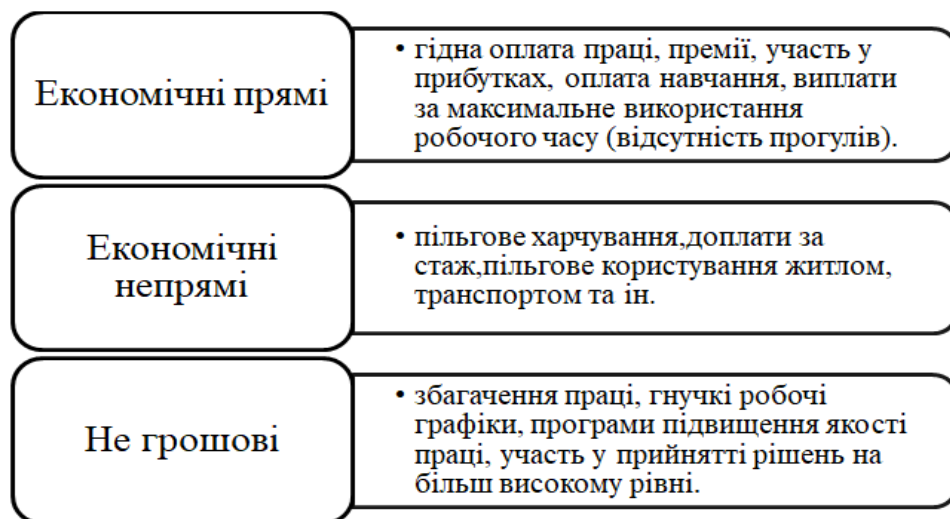 Економічні прямі
• гідна оплата праці, премії, участь у
прибутках, оплата навчання, виплати
за максимальне використання
робочого часу (відсутність прогулів).
Економічні
непрямі
• пільгове харчування,доплати за
стаж,пільгове користування житлом,
транспортом та ін.
Не грошові
• збагачення праці, гнучкі робочі
графіки, програми підвищення якості
праці, участь у прийнятті рішень на
більш високому рівні.